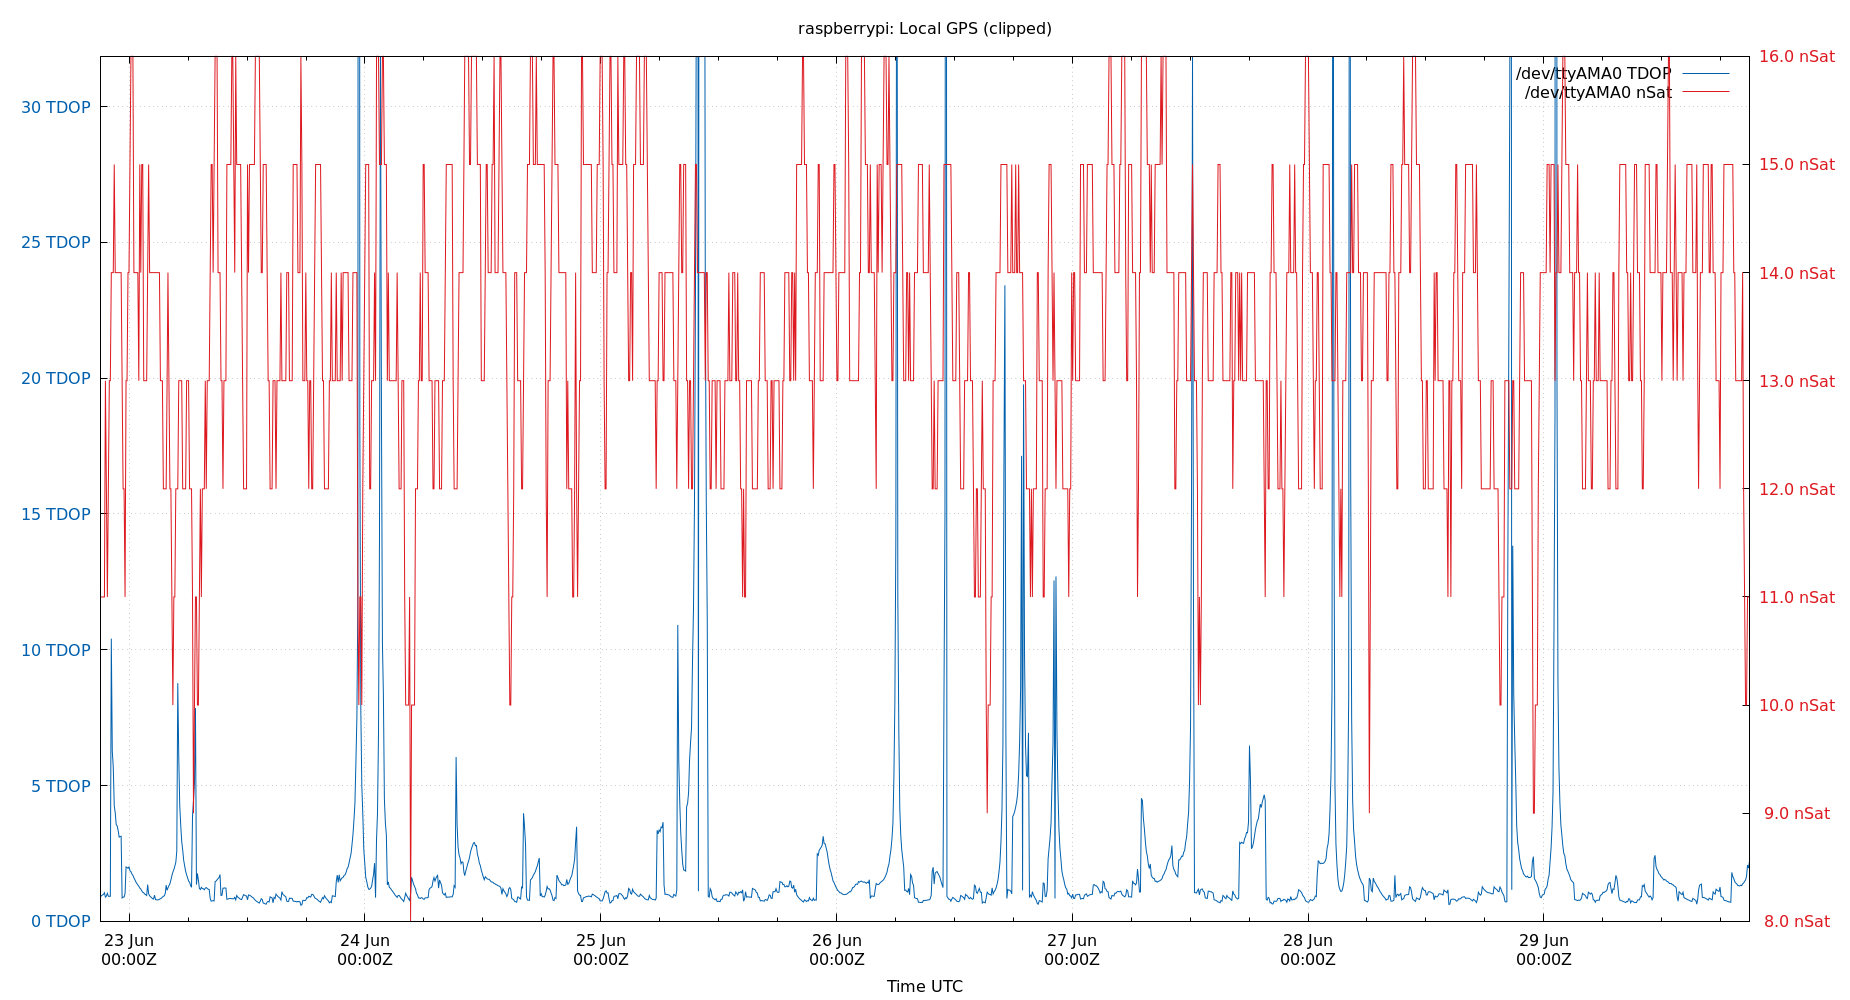 raspberrypi: Local GPS (clipped)
/dev/ttyAMA0 TDOP
/dev/ttyAMA0 nSat
30 TDOP
25 TDOP
20 TDOP
15 TDOP
10 TDOP
5 TDOP
0 TDOP
16.0 nSat
15.0 nSat
14.0 nSat
13.0 nSat
12.0 nSat
11.0 nSat
10.0 nSat
9.0 nSat
8.0 nSat
23 Jun 24 Jun 25 Jun 26 Jun 27 Jun 28 Jun 29 Jun
00:00Z 00:00Z 00:00Z 00:00Z 00:00Z 00:00Z 00:00Z
Time UTC